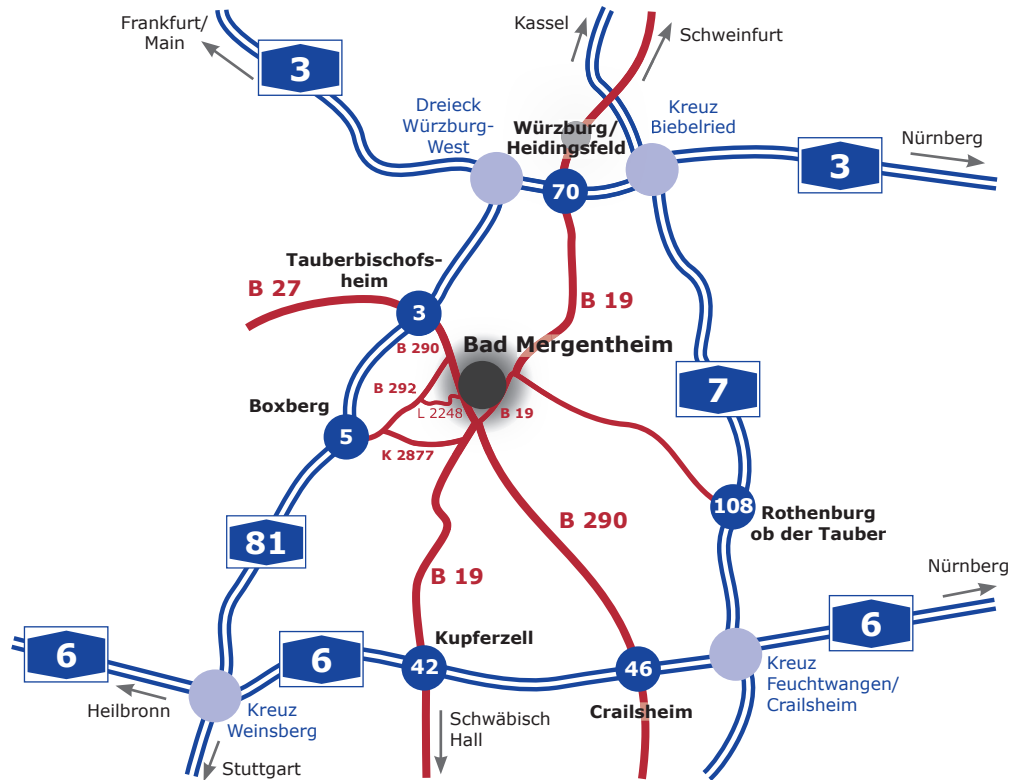 Frankfurt/
Main
3
Kassel
Schweinfurt
Dreieck
Würzburg-
West
Würzburg/
Heidingsfeld
Kreuz
Biebelried
Nürnberg
3
70
Tauberbischofs-
heim
B 27
3
B 19
B 290
Bad Mergentheim
B 292
L 2248
B 19
7
Boxberg
5
K 2877
108
Rothenburg
ob der Tauber
B 290
81
B 19
Nürnberg
6
6
6
Kupferzell
42
46
Kreuz
Feuchtwangen/
Crailsheim
Heilbronn
Kreuz
Weinsberg
Schwäbisch
Hall
Crailsheim
Stuttgart